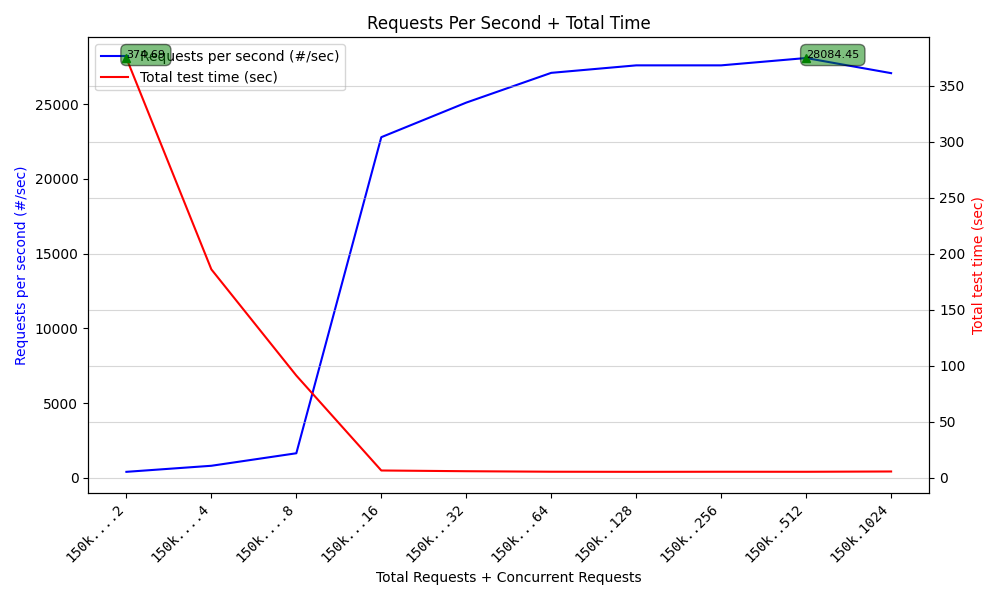 Requests Per Second + Total Time
374.69
Requests per second (#/sec)
Total test time (sec)
28084.45
Requests per second (#/sec)
25000
20000
15000
10000
5000
0
350
300
250
200
150
100
50
0
Total test time (sec)
150k....2
150k....4
150k....8
150k...16
150k...32
150k...64
150k..128
150k..256
150k..512
150k.1024
Total Requests + Concurrent Requests